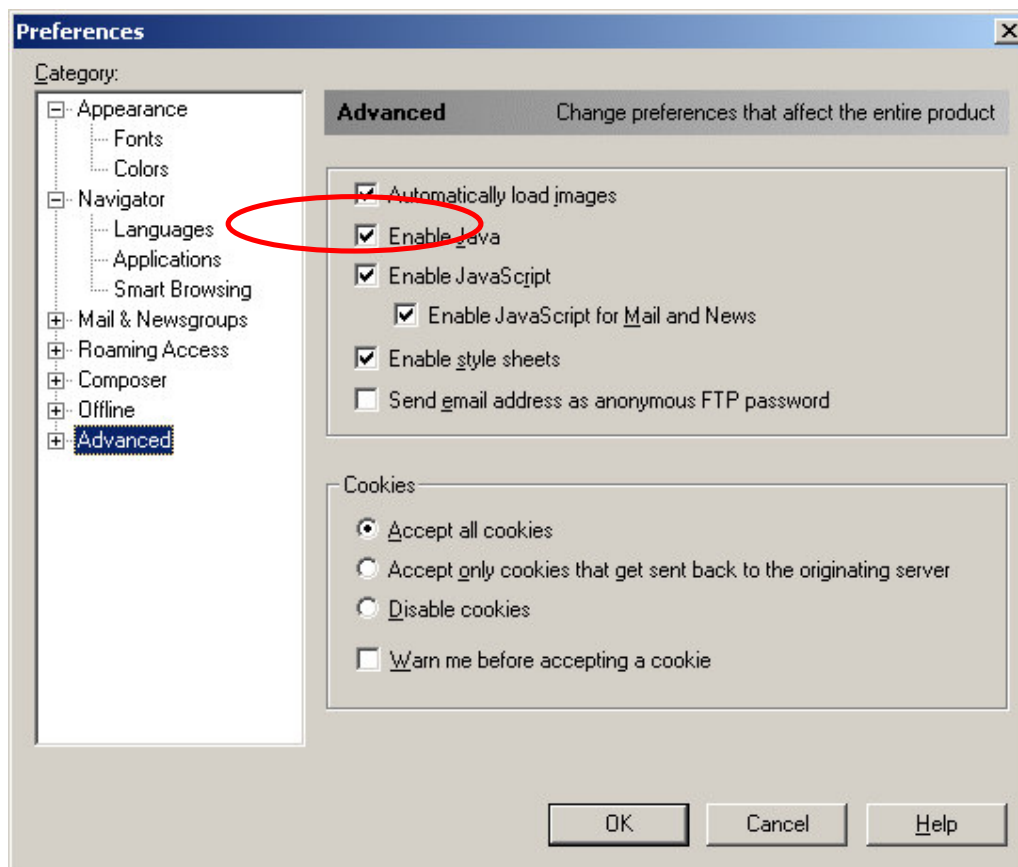 Preferences
Category:
Appearance
Fonts
Colors
Navigator
Languages
Applications
Smart Browsing
Mail & Newsgroups
Roaming Access
Composer
Offline
Advanced
Advanced Change preferences that affect the entire product
Automatically load images
Enable Java
Enable JavaScript
Enable JavaScript for Mail and News
Enable style sheets
Send email address as anonymous FTP password
Cookies
Accept all cookies
Accept only cookies that get sent back to the originating server
Disable cookies
Warn me before accepting a cookie
OK Cancel Help